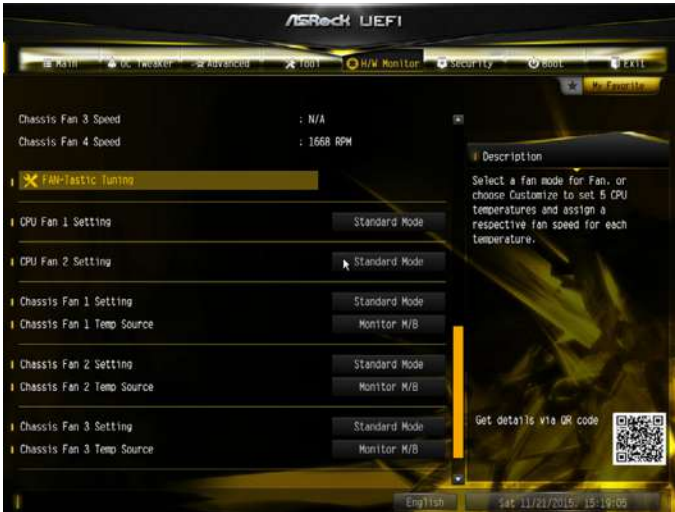 ASRock UEFI
Main OC Tweaker Advanced Tool H/W Monitor Security Boot Exit
My Favorite
Chassis Fan 3 Speed : N/A
Chassis Fan 4 Speed : 1668 RPM
FAN-Tastic Tuning
CPU Fan 1 Setting Standard Mode
CPU Fan 2 Setting Standard Mode
Chassis Fan 1 Setting Standard Mode
Chassis Fan 1 Temp Source Monitor M/B
Chassis Fan 2 Setting Standard Mode
Chassis Fan 2 Temp Source Monitor M/B
Chassis Fan 3 Setting Standard Mode
Chassis Fan 3 Temp Source Monitor M/B
Description
Select a fan mode for Fan, or
choose Customize to set 5 CPU
temperatures and assign a
respective fan speed for each
temperature.
Get details via QR code
English Sat 11/21/2015, 15:19:05